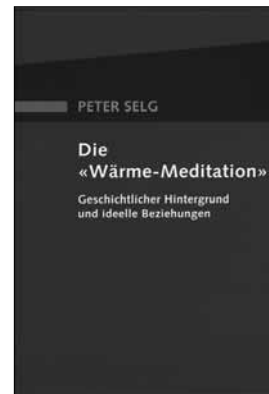 PETER SELG
Die
«Wärme-Meditation»
Geschichtlicher Hintergrund
und ideelle Beziehungen